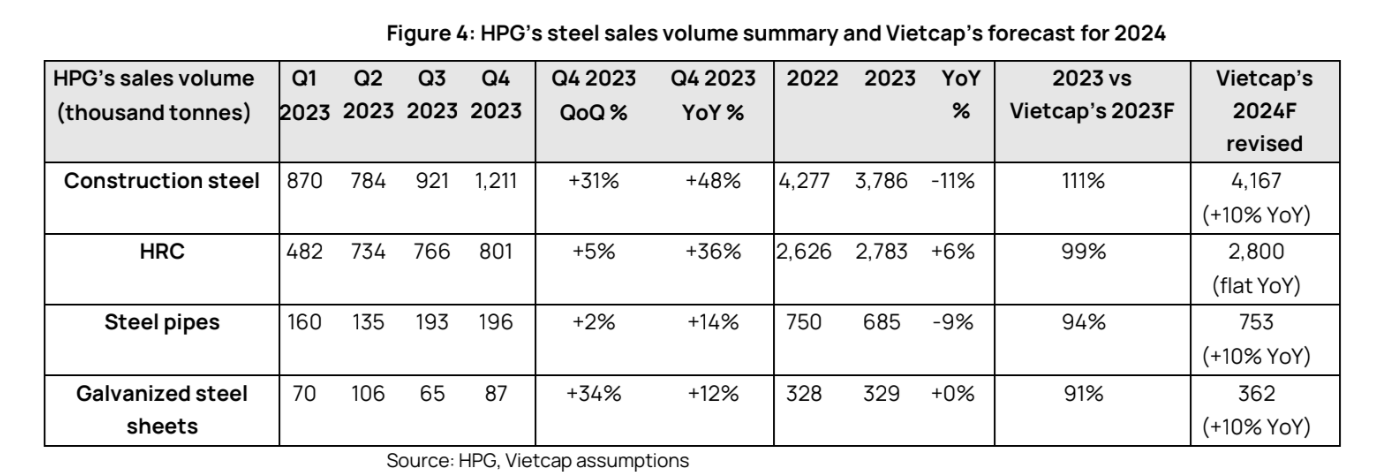 Figure 4: HPG's steel sales volume summary and Vietcap's forecast for 2024
HPG's sales volume Q1 Q2 Q3 Q4 Q4 2023 Q4 2023 2022 2023 YoY 2023 vs Vietcap's
(thousand tonnes) 2023 2023 2023 2023 QoQ % YoY % % Vietcap's 2023F 2024F
revised
Construction steel 870 784 921 1,211 +31% +48% 4,277 3,786 -11% 111% 4,167
(+10% YoY)
HRC 482 734 766 801 +5% +36% 2,626 2,783 +6% 99% 2,800
(flat YoY)
Steel pipes 160 135 193 196 +2% +14% 750 685 -9% 94% 753
(+10% YoY)
Galvanized steel 70 106 65 87 +34% +12% 328 329 +0% 91% 362
sheets (+10% YoY)
Source: HPG, Vietcap assumptions